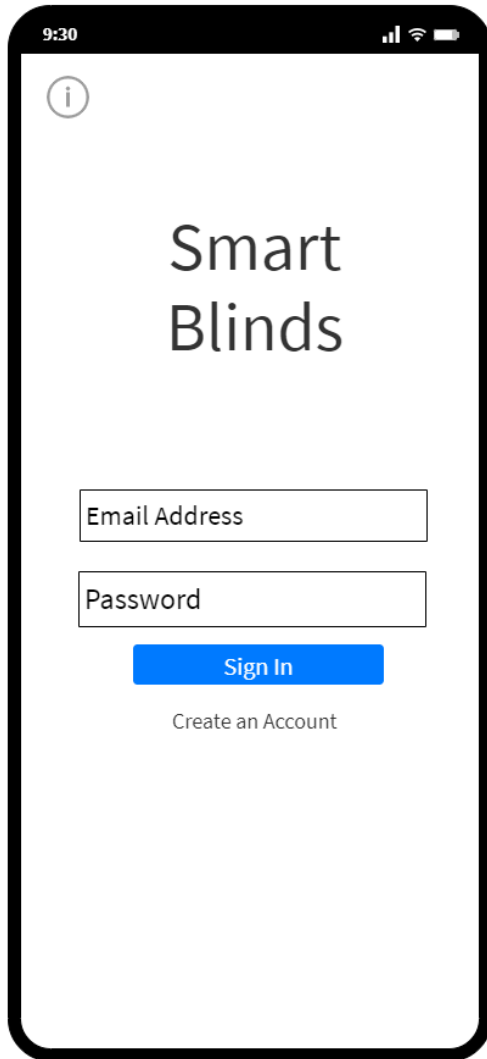 9:30
i
Smart
Blinds
Email Address
Password
Sign In
Create an Account